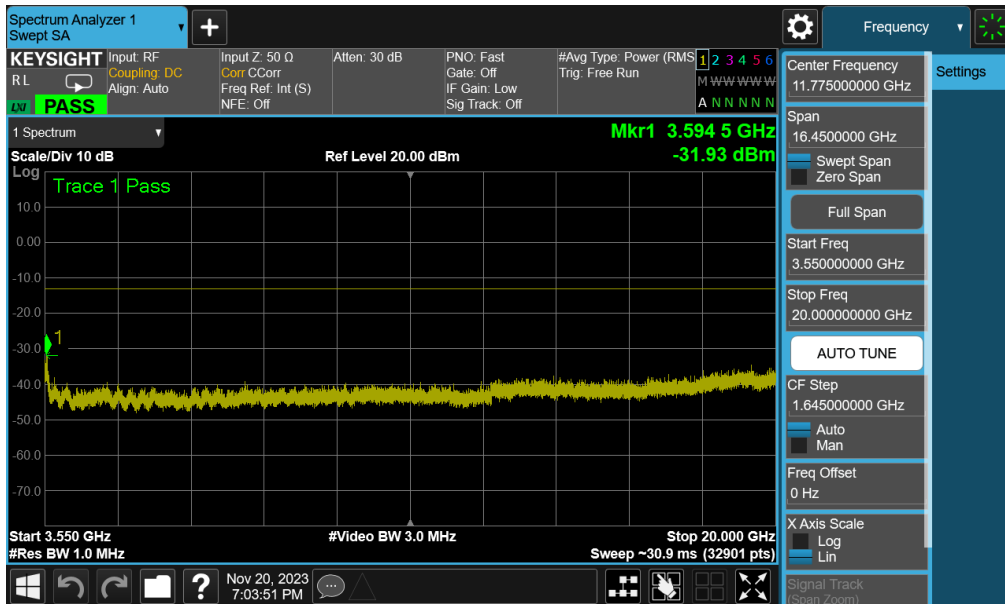 Spectrum Analyzer 1
Swept SA
Frequency
KEYSIGHT
R L
LXI
PASS
Input: RF
Coupling: DC
Align: Auto
Input Z: 50 Ω
Corr CCorr
Freq Ref: Int (S)
NFE: Off
Atten: 30 dB
PNO: Fast
Gate: Off
IF Gain: Low
Sig Track: Off
#Avg Type: Power (RMS
Trig: Free Run
1 2 3 4 5 6
M W W W W W
A N N N N N
1 Spectrum
Mkr1 3.594 5 GHz
-31.93 dBm
Scale/Div 10 dB
Ref Level 20.00 dBm
Log
Trace 1 Pass
10.0
0.00
-10.0
-20.0
1
-30.0
-40.0
-50.0
-60.0
-70.0
Start 3.550 GHz
#Video BW 3.0 MHz
Stop 20.000 GHz
#Res BW 1.0 MHz
Sweep ~30.9 ms (32901 pts)
Nov 20, 2023
7:03:51 PM
Center Frequency
11.775000000 GHz
Span
16.4500000 GHz
Swept Span
Zero Span
Full Span
Start Freq
3.550000000 GHz
Stop Freq
20.000000000 GHz
AUTO TUNE
CF Step
1.645000000 GHz
Auto
Man
Freq Offset
0 Hz
X Axis Scale
Log
Lin
Signal Track
(Span Zoom)
Settings